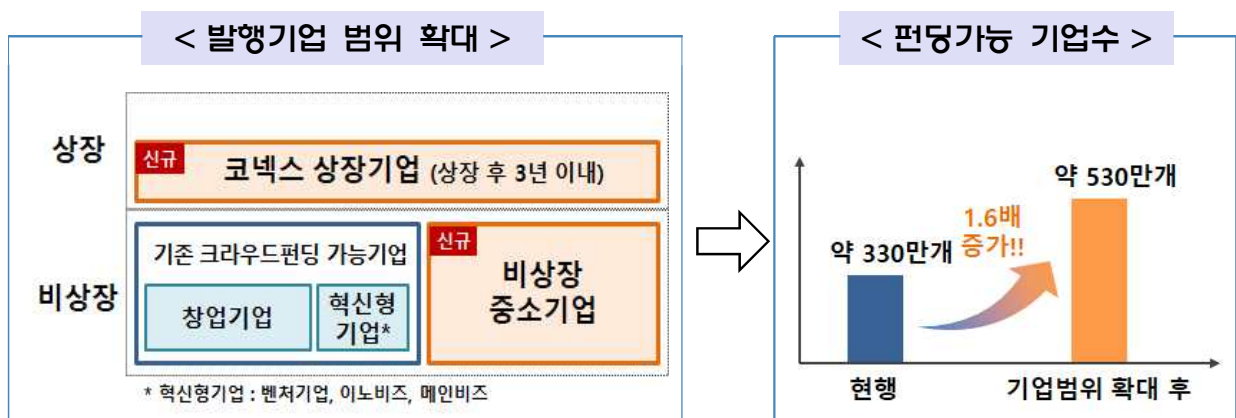 < 발행기업 범위 확대 >
상장
신규
코넥스 상장기업 (상장 후 3년 이내)
비상장
기존 크라우드펀딩 가능기업
창업기업
혁신형
기업*
신규
비상장
중소기업
* 혁신형기업 : 벤처기업, 이노비즈, 메인비즈
< 펀딩가능 기업수 >
약 530만개
1.6배
증가!!
약 330만개
현행
기업범위 확대 후